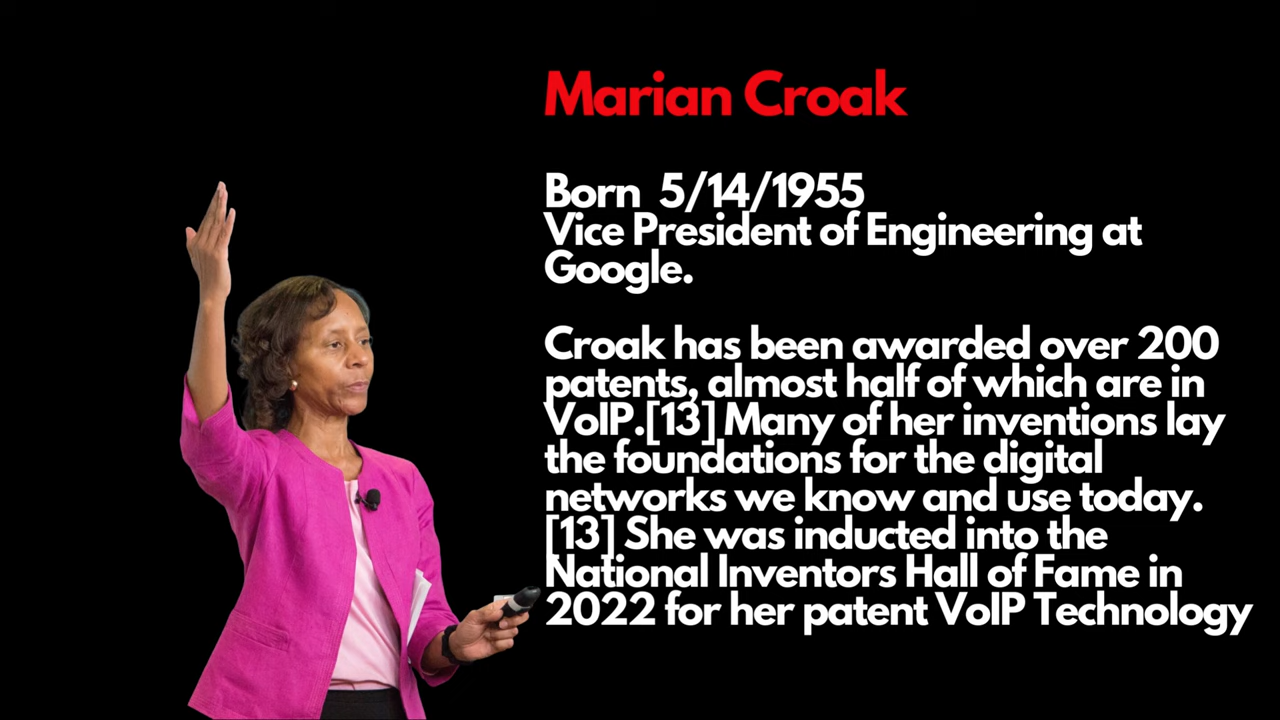 Marian Croak
Born 5/14/1955
Vice President of Engineering at
Google.
Croak has been awarded over 200
patents, almost half of which are in
VoIP.[13] Many of her inventions lay
the foundations for the digital
networks we know and use today.
[13] She was inducted into the
National Inventors Hall of Fame in
2022 for her patent VoIP Technology